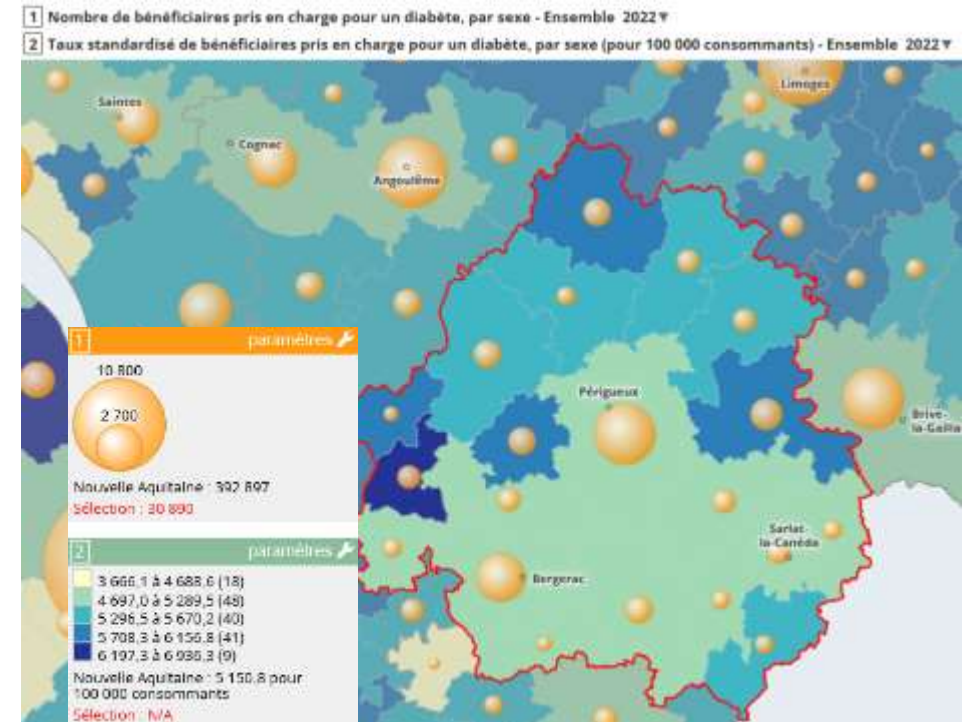 1 Nombre de bénéficiaires pris en charge pour un diabète, par sexe - Ensemble 2022▼
2 Taux standardisé de bénéficiaires pris en charge pour un diabète, par sexe (pour 100 000 consommants) - Ensemble 2022▼
Limoges
Saintes
Cognac
Angoulême
1 paramètres
10 800
2 700
Nouvelle Aquitaine : 392 897
Sélection : 30 890
Périgueux
Brive-
la-Gailla
Sarlat-
la-Canéda
Bergerac
2 paramètres
3 666,1 à 4 688,6 (18)
4 697,0 à 5 289,5 (48)
5 296,5 à 5 670,2 (40)
5 708,3 à 6 156,8 (41)
6 197,3 à 6 936,3 (9)
Nouvelle Aquitaine : 5 150,8 pour
100 000 consommants
Sélection : N/A